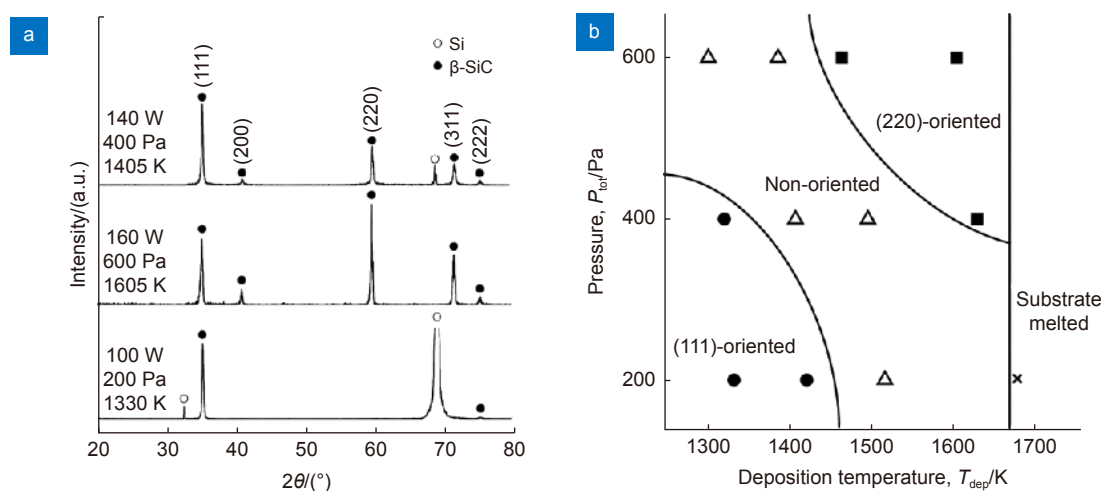 a
Si
β-SiC
(111)
(200)
(220)
(311)
(222)
140 W
400 Pa
1405 K
160 W
600 Pa
1605 K
100 W
200 Pa
1330 K
Intensity/(a.u.)
20 30 40 50 60 70 80
2θ/(°)
b
600
400
200
Pressure, Ptot/Pa
(220)-oriented
Non-oriented
(111)-oriented
Substrate
melted
1300 1400 1500 1600 1700
Deposition temperature, Tdep/K